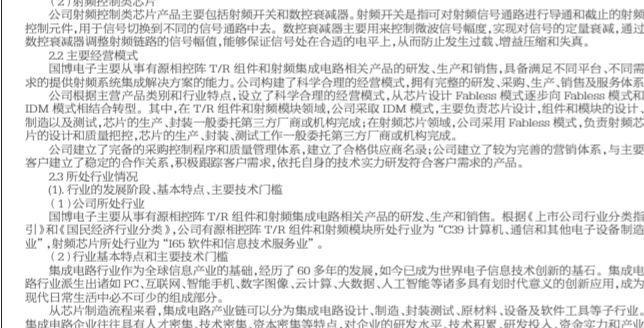 (2)射频控制类芯片
公司射频控制类芯片产品主要包括射频开关和数控衰减器。射频开关是指可对射频信号通路进行导通和截止的射频
控制元件，用于信号切换到不同的信号通路中去。数控衰减器主要用来控制微波信号幅度，实现对信号的定量衰减，通过
数控衰减器调整射频链路的信号幅值，能够保证信号处在合适的电平上，从而防止发生过载、增益压缩和失真。
2.2 主要经营模式
国博电子主要从事有源相控阵 T/R 组件和射频集成电路相关产品的研发、生产和销售，具备满足不同平台、不同需
求的提供射频系统集成解决方案的能力。公司构建了科学合理的经营模式，拥有完整的研发、采购、生产、销售及服务体系
公司根据主营产品类别和行业特点，设立了科学合理的经营模式，从芯片设计 Fabless 模式逐步向 Fabless 模式和
IDM 模式相结合转型。其中，在 T/R 组件和射频模块领域，公司采取 IDM 模式，主要负责芯片设计，组件和模块的设计、
制造以及测试，芯片的生产、封装一般委托第三方厂商或机构完成；在射频芯片领域，公司采用 Fabless 模式，负责射频芯
片的设计和质量把控，芯片的生产、封装、测试工作一般委托第三方厂商或机构完成。
公司建立了完备的采购控制程序和质量管理体系，建立了合格供应商名录；公司建立了较为完善的营销体系，与主要
客户建立了稳定的合作关系，积极跟踪客户需求，依托自身的技术实力研发符合客户需求的产品。
2.3 所处行业情况
(1). 行业的发展阶段、基本特点、主要技术门槛
(1)公司所处行业
国博电子主要从事有源相控阵 T/R 组件和射频集成电路相关产品的研发、生产和销售。根据《上市公司行业分类指
引》和《国民经济行业分类》，公司有源相控阵 T/R 组件和射频模块所处行业为“C39 计算机、通信和其他电子设备制造
业”，射频芯片所处行业为“I65 软件和信息技术服务业”。
(2)行业基本特点和主要技术门槛
集成电路行业作为全球信息产业的基础，经历了 60 多年的发展，如今已成为世界电子信息技术创新的基石。集成电
路行业派生出诸如 PC、互联网、智能手机、数字图像、云计算、大数据、人工智能等诸多具有划时代意义的创新应用，成为
现代日常生活中必不可少的组成部分。
从芯片制造流程来看，集成电路产业链可以分为集成电路设计、制造、封装测试、原材料、设备及软件工具等子行业。
集成电路企业往往具有人才密集、技术密集、资本密集等特点，对企业的研发水平、技术积累、研发投入、资金实力和产业